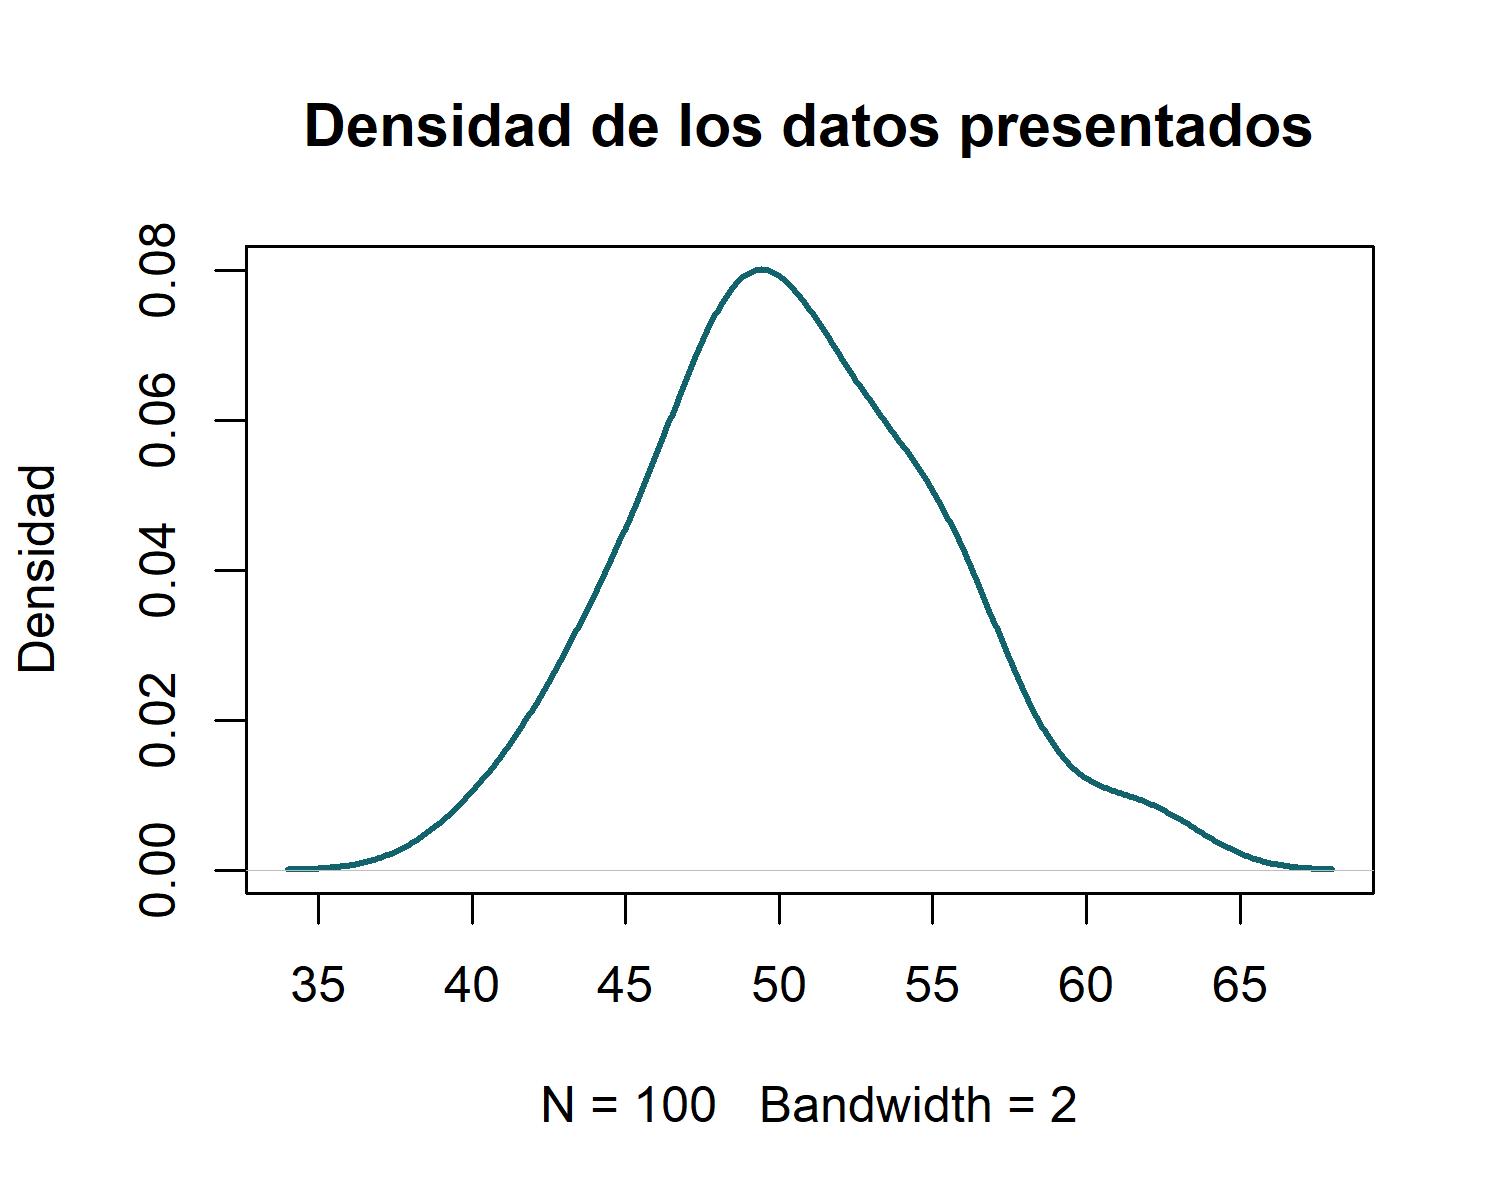 Densidad de los datos presentados
Densidad
0.08
0.06
0.04
0.02
0.00
35 40 45 50 55 60 65
N = 100 Bandwidth = 2